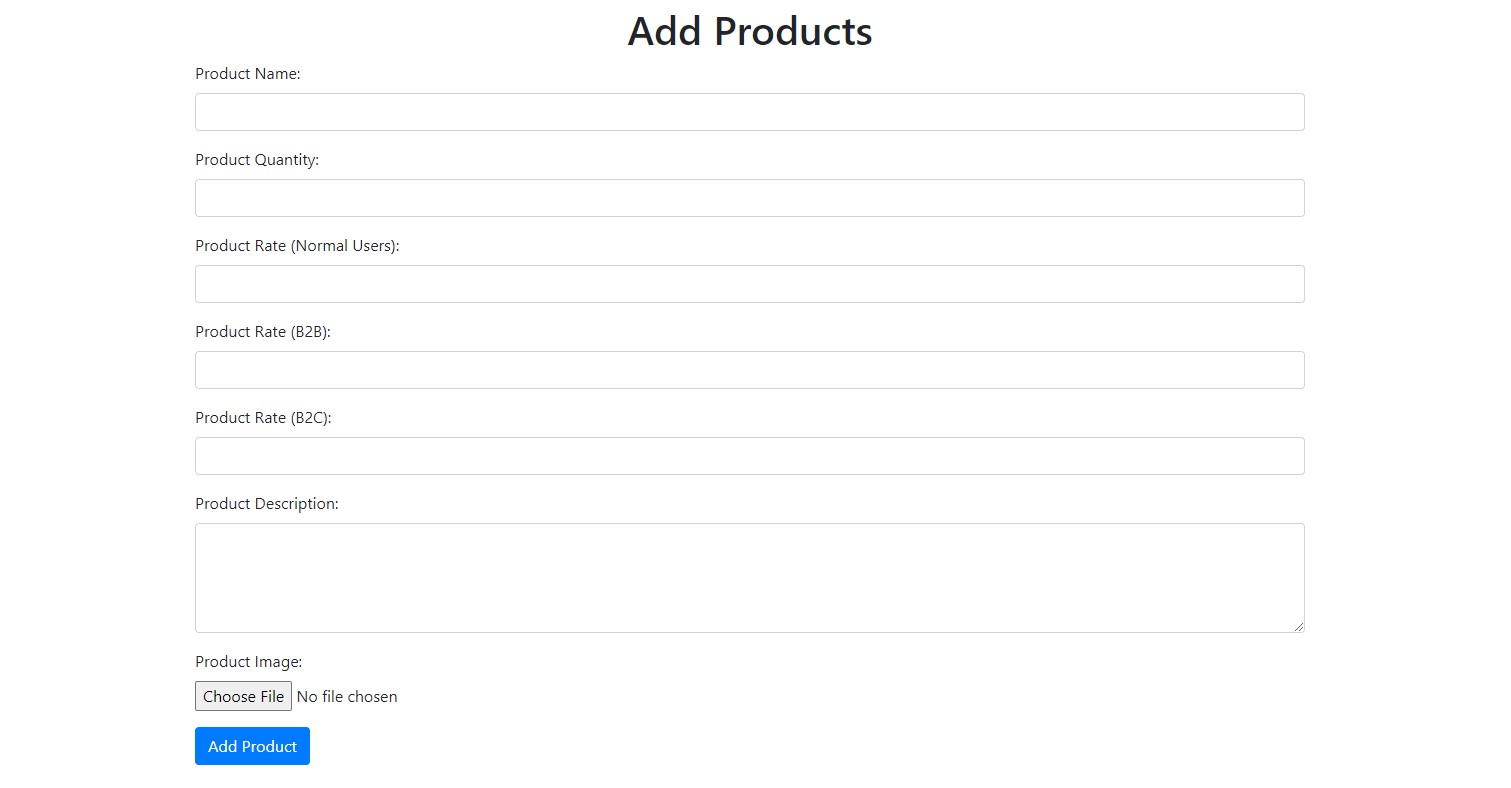 Add Products
Product Name:
Product Quantity:
Product Rate (Normal Users):
Product Rate (B2B):
Product Rate (B2C):
Product Description:
Product Image:
Choose File No file chosen
Add Product